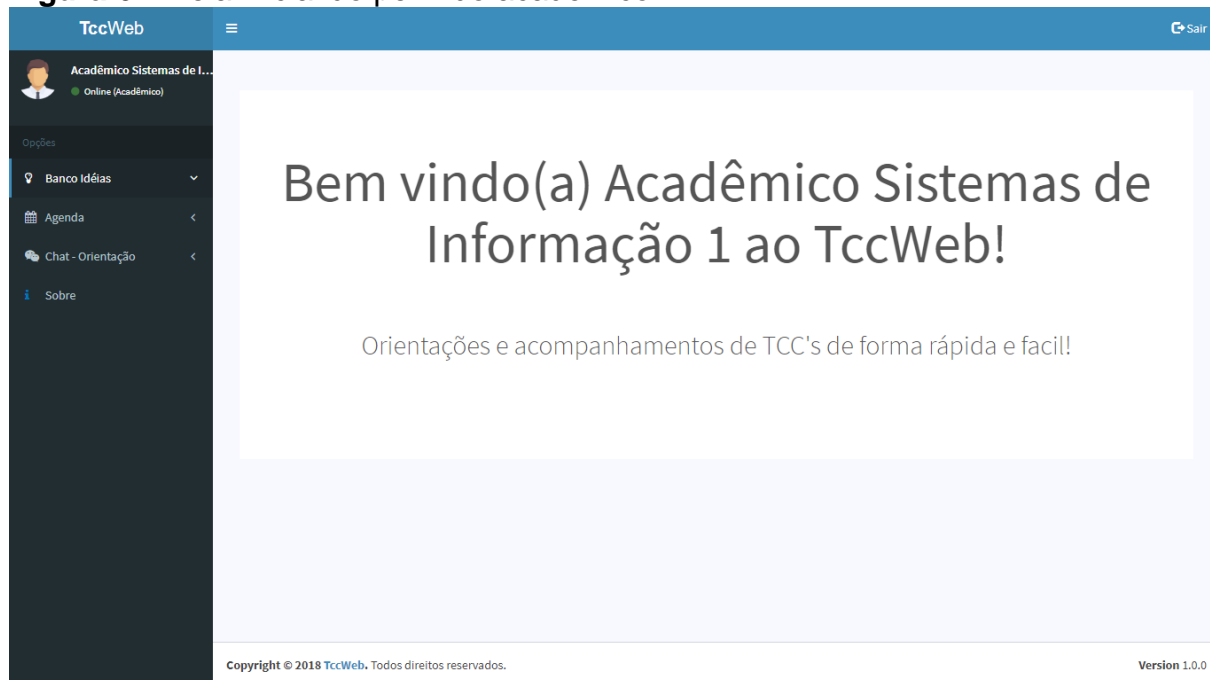 TccWeb
Sair
Acadêmico Sistemas de I...
Online (Acadêmico)
Opções
Banco Idéias
Agenda
Chat - Orientação
Sobre
Bem vindo(a) Acadêmico Sistemas de
Informação 1 ao TccWeb!
Orientações e acompanhamentos de TCC's de forma rápida e facil!
Copyright © 2018 TccWeb. Todos direitos reservados.
Version 1.0.0